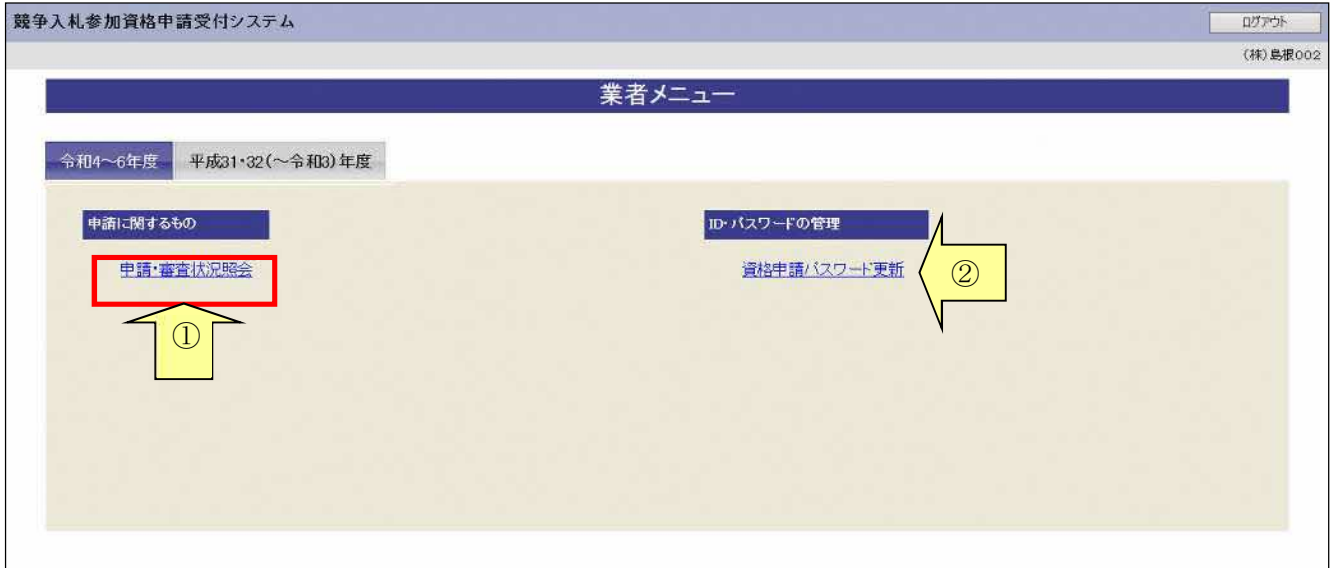 競争入札参加資格申請受付システム
ログアウト
(株)島根002
業者メニュー
令和4～6年度
平成31・32(～令和3)年度
申請に関するもの
ID・パスワードの管理
申請・審査状況照会
資格申請パスワード更新
②
①